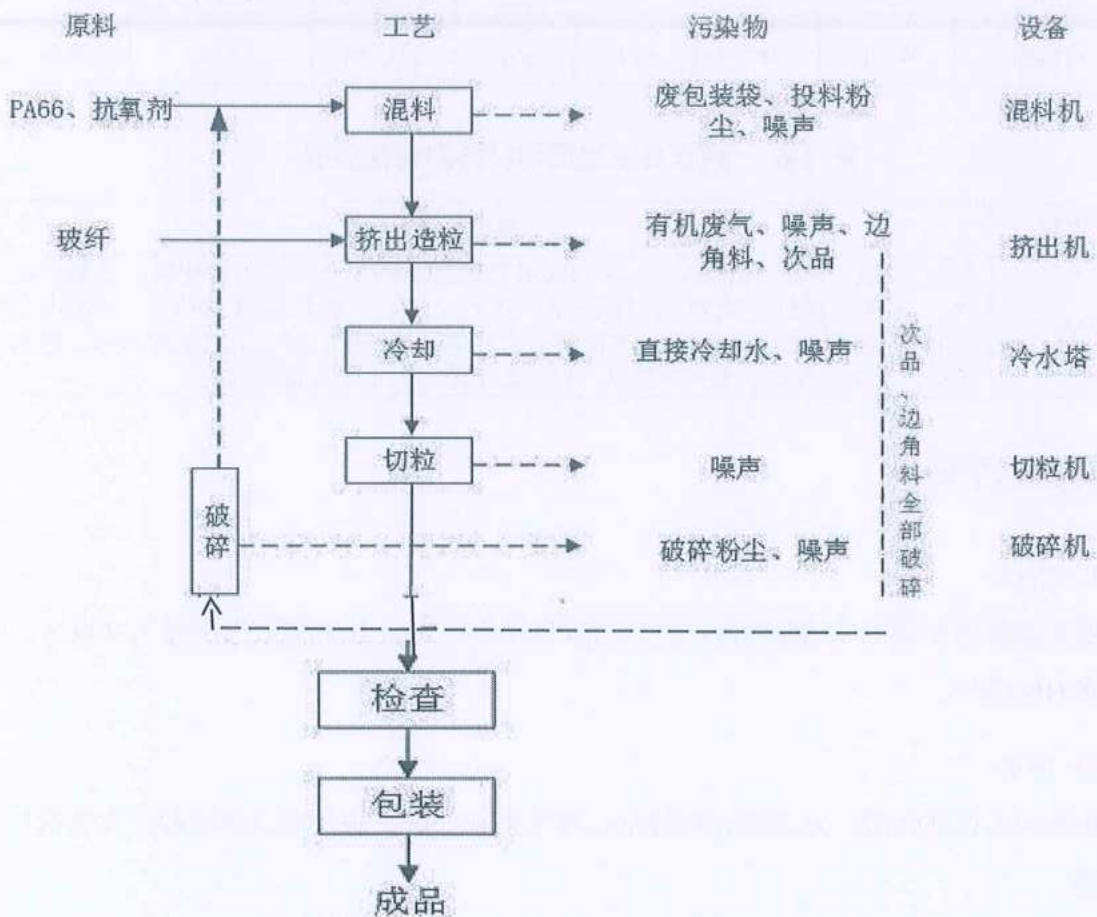 原料 工艺 污染物 设备
PA66、抗氧剂 混料 废包装袋、投料粉
尘、噪声 混料机
玻纤 挤出造粒 有机废气、噪声、边
角料、次品 挤出机
冷却 直接冷却水、噪声 冷水塔
次品、边角料全部破碎
切粒 噪声 切粒机
破碎 破碎粉尘、噪声 破碎机
检查
包装
成品